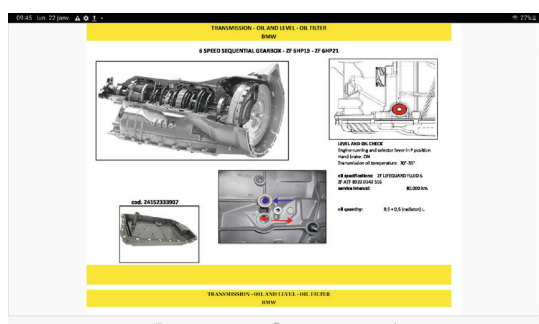 09:45 lun. 22 janv.
27%
TRANSMISSION - OIL AND LEVEL - OIL FILTER
BMW
6 SPEED SEQUENTIAL GEARBOX - ZF 6HP19 - ZF 6HP21
LEVEL AND OIL CHECK
Engine running and selector lever in P position
Hand brake: ON
Transmission oil temperature: 30°-35°
oil specifications: ZF LIFEGUARD FLUID 6
ZF ATF
service interval: 80.000 km.
oil quantity: 9,5 + 0,5 (radiator) L.
cod. 24152333907
TRANSMISSION - OIL AND LEVEL - OIL FILTER
BMW